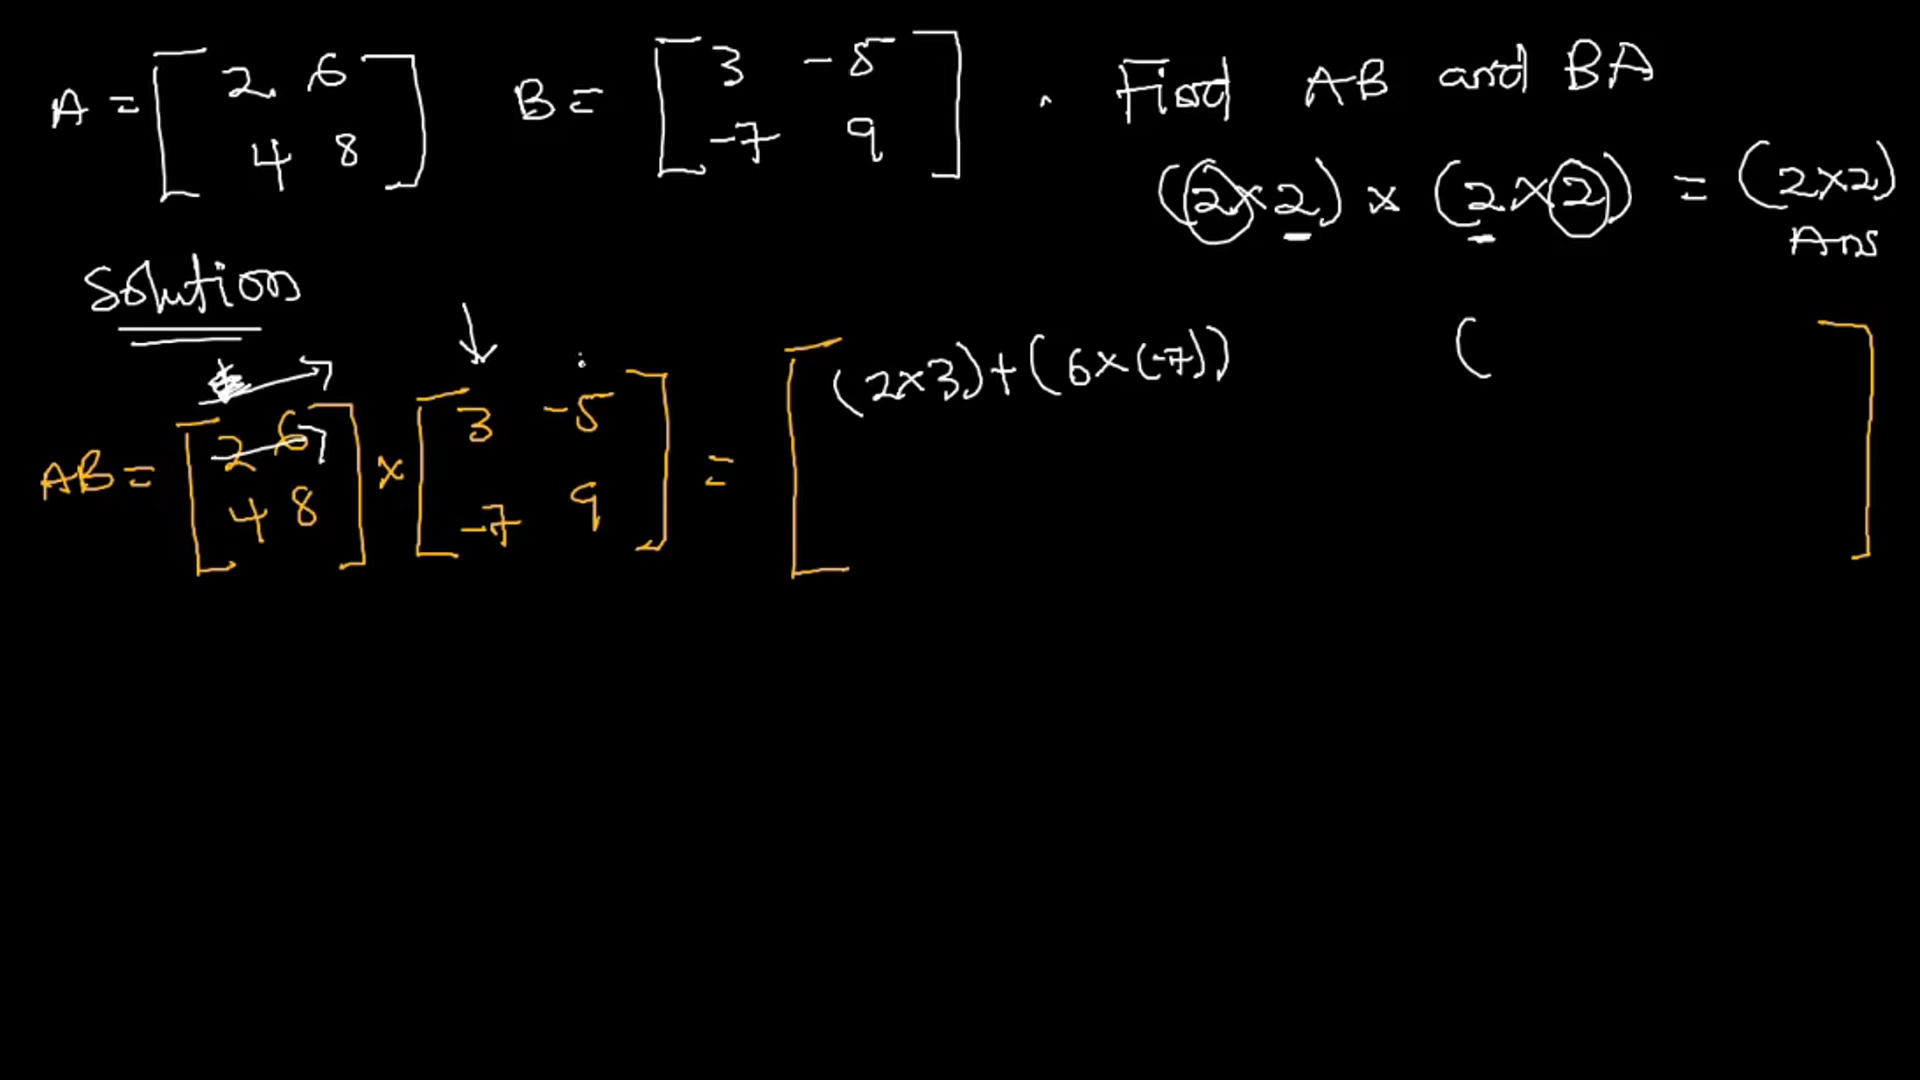 A = [ 2 6 B = [ 3 -5 . Find AB and BA
4 8 ] -7 9 ]
(2×2) × (2×2) = (2×2)
Ans
Solution
AB = [ 2 6 × [ 3 -5 = [ (2×3)+(6×(-7)) ( ]
4 8 ] -7 9 ]